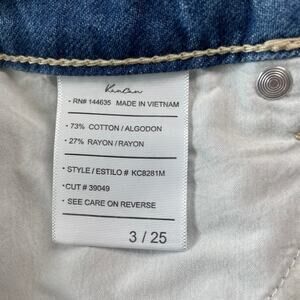 KanCan
• RN# 144635 MADE IN VIETNAM
• 73% COTTON / ALGODON
• 27% RAYON / RAYON
• STYLE / ESTILO # KC8281M
• CUT # 39049
• SEE CARE ON REVERSE
3 / 25